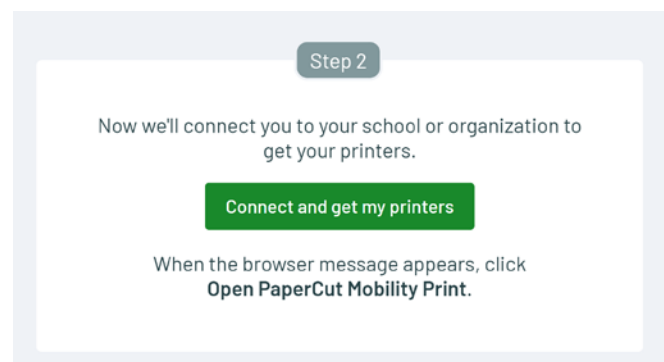 Step 2
Now we'll connect you to your school or organization to
get your printers.
Connect and get my printers
When the browser message appears, click
Open PaperCut Mobility Print.